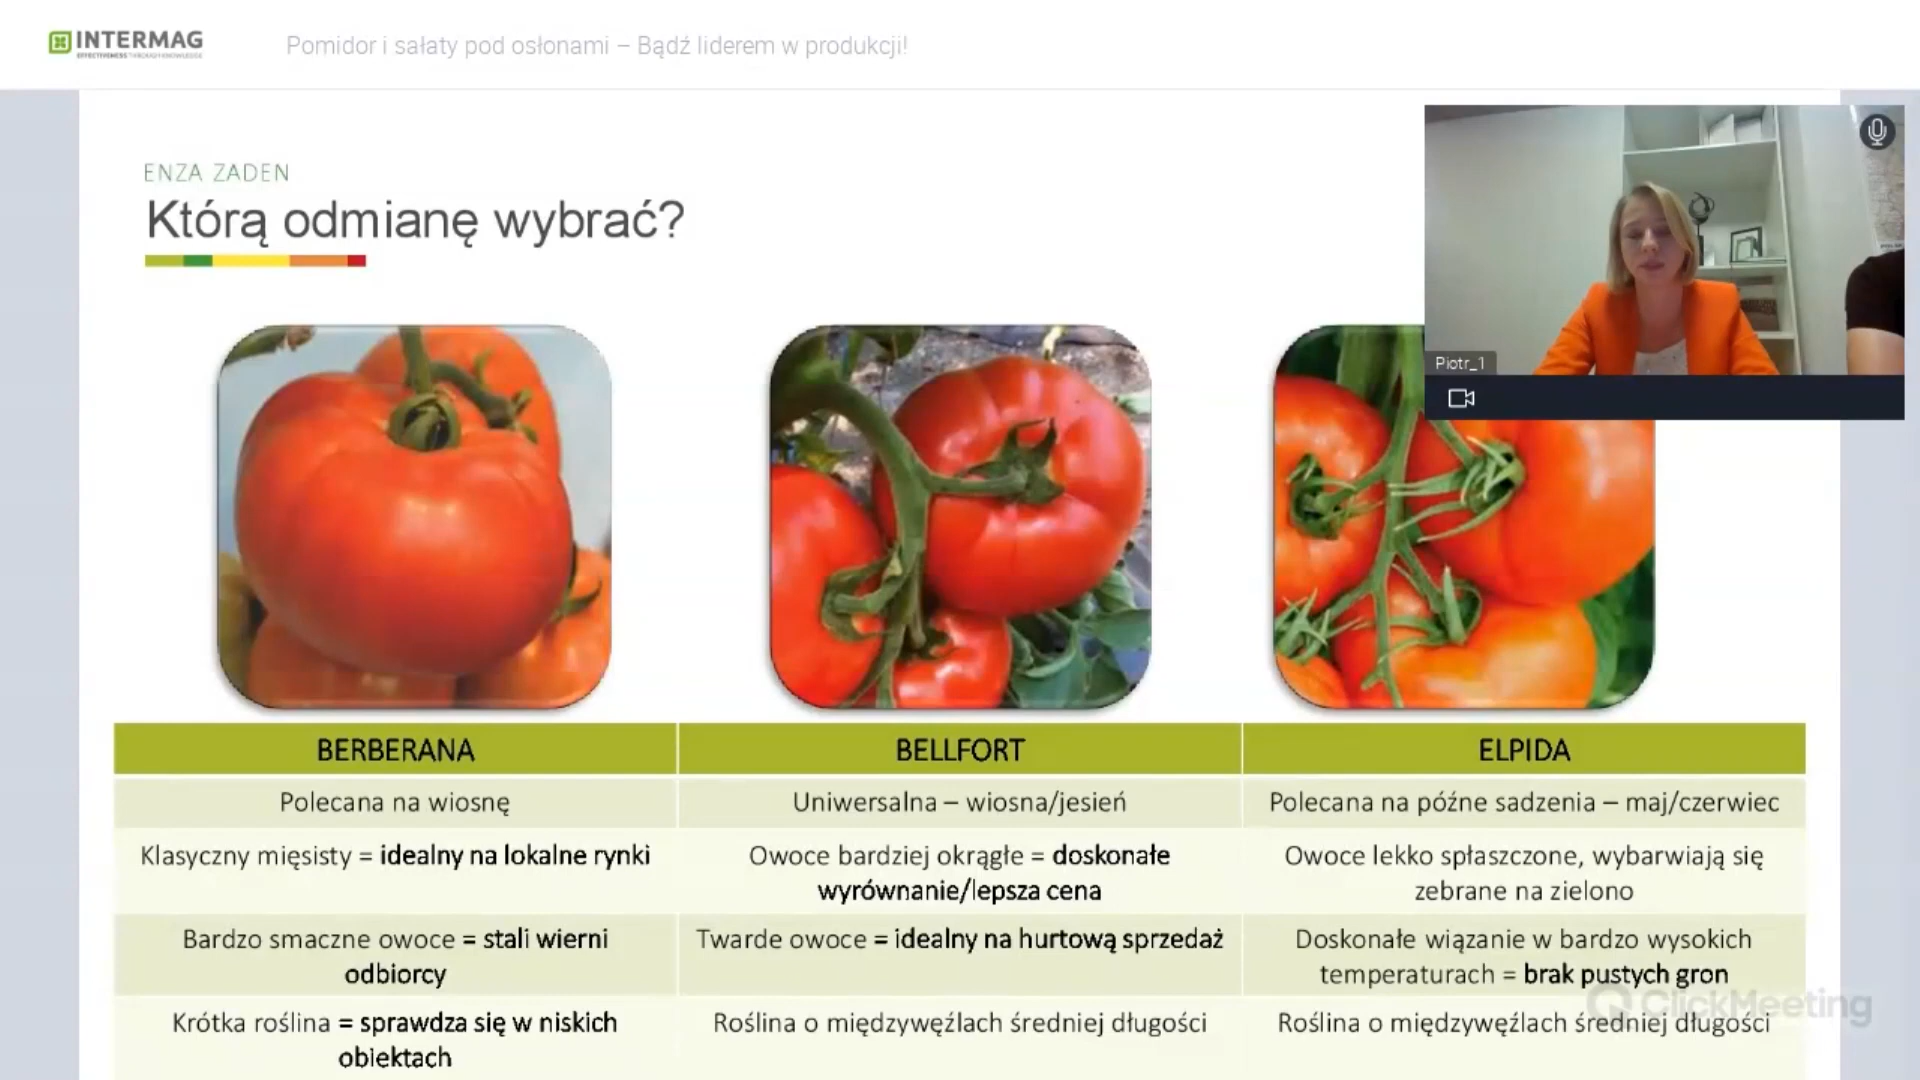 INTERMAG
EFFECTIVENESS THROUGH KNOWLEDGE
Pomidor i sałaty pod osłonami – Bądź liderem w produkcji!
ENZA ZADEN
Którą odmianę wybrać?
Piotr_1
BERBERANA
BELLFORT
ELPIDA
Polecana na wiosnę
Uniwersalna – wiosna/jesień
Polecana na późne sadzenia – maj/czerwiec
Klasyczny mięsisty = idealny na lokalne rynki
Owoce bardziej okrągłe = doskonałe
wyrównanie/lepsza cena
Owoce lekko spłaszczone, wybarwiają się
zebrane na zielono
Bardzo smaczne owoce = stali wierni
odbiorcy
Twarde owoce = idealny na hurtową sprzedaż
Doskonałe wiązanie w bardzo wysokich
temperaturach = brak pustych gron
Krótka roślina = sprawdza się w niskich
obiektach
Roślina o międzywęźlach średniej długości
Roślina o międzywęźlach średniej długości
ClickMeeting